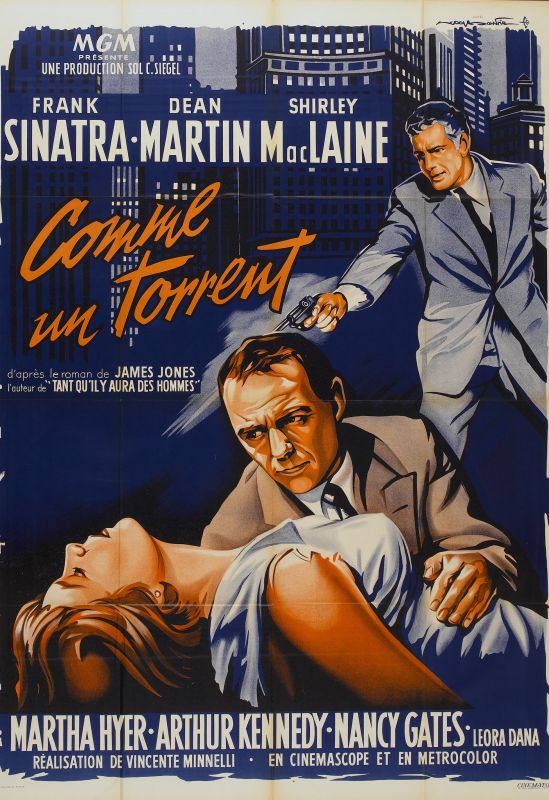 MGM
PRÉSENTE
UNE PRODUCTION SOL C. SIEGEL
FRANK DEAN SHIRLEY
SINATRA · MARTIN MacLAINE
Comme
un Torrent
d'après le roman de JAMES JONES
l'auteur de "TANT QU'IL Y AURA DES HOMMES"
MARTHA HYER · ARTHUR KENNEDY · NANCY GATES · LEORA DANA
RÉALISATION DE VINCENTE MINNELLI · EN CINEMASCOPE ET EN METROCOLOR